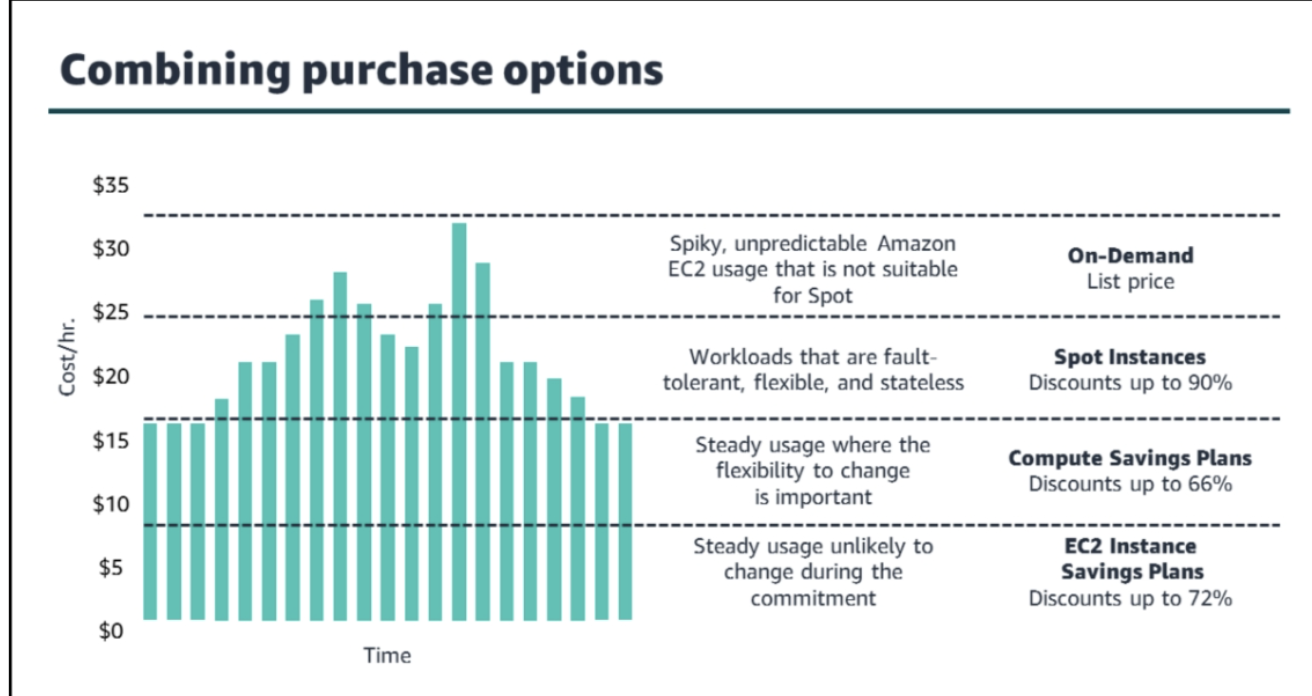 Combining purchase options
$35
$30
$25
$20
$15
$10
$5
$0
Cost/hr.
Time
Spiky, unpredictable Amazon
EC2 usage that is not suitable
for Spot
On-Demand
List price
Workloads that are fault-
tolerant, flexible, and stateless
Spot Instances
Discounts up to 90%
Steady usage where the
flexibility to change
is important
Compute Savings Plans
Discounts up to 66%
Steady usage unlikely to
change during the
commitment
EC2 Instance
Savings Plans
Discounts up to 72%